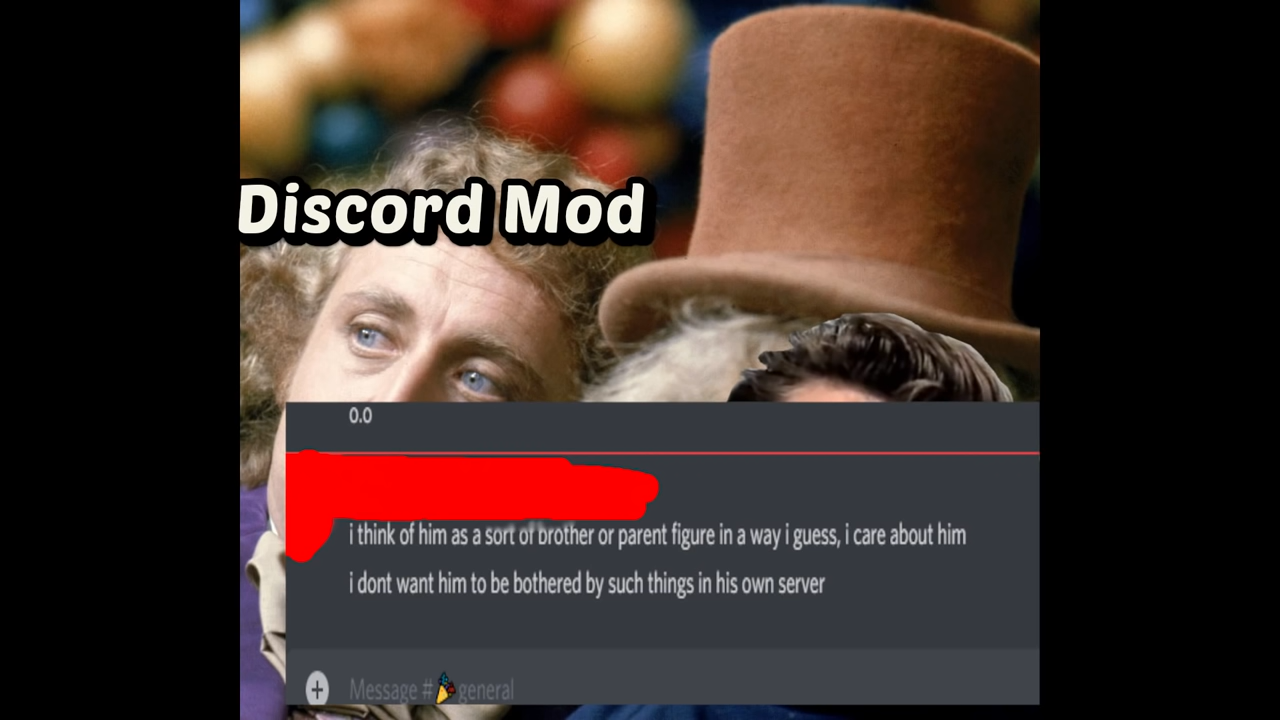 Discord Mod
0.0
i think of him as a sort of brother or parent figure in a way i guess, i care about him
i dont want him to be bothered by such things in his own server
Message #🎉general